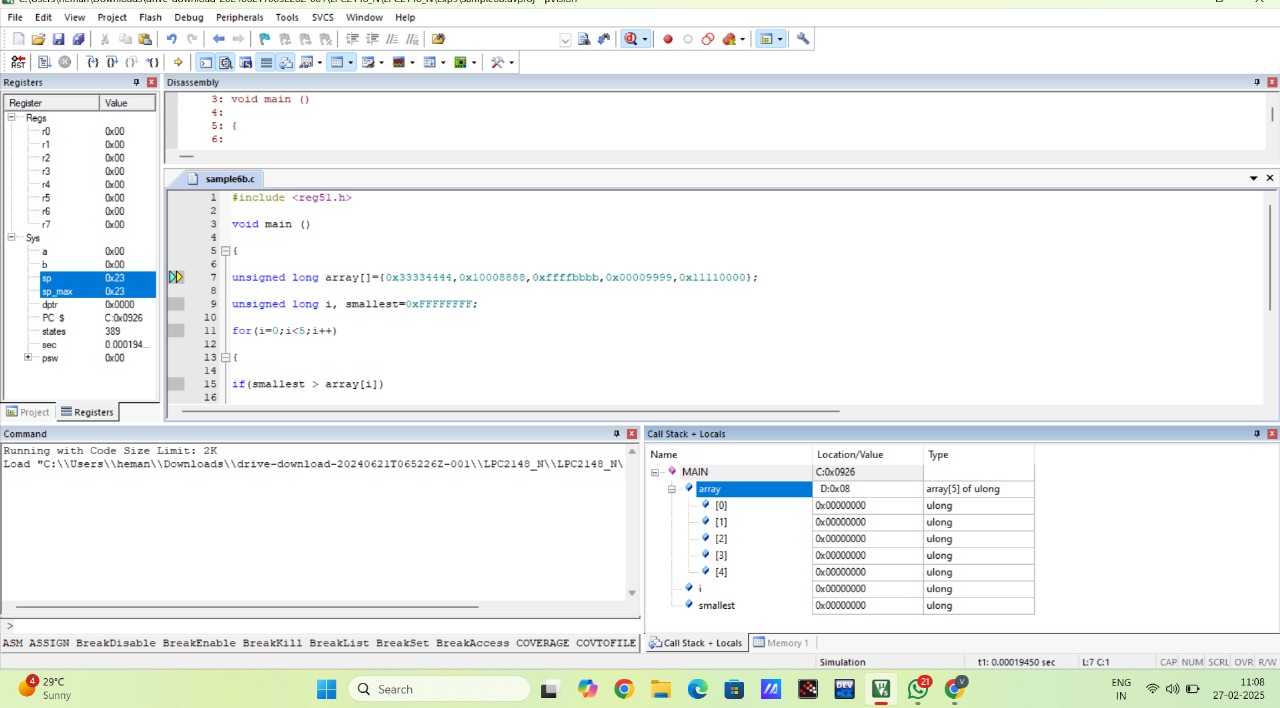 File Edit View Project Flash Debug Peripherals Tools SVCS Window Help
Registers
Register Value
Regs
r0 0x00
r1 0x00
r2 0x00
r3 0x00
r4 0x00
r5 0x00
r6 0x00
r7 0x00
Sys
a 0x00
b 0x00
sp 0x23
sp_max 0x23
dptr 0x0000
PC $ C:0x0926
states 389
sec 0.000194...
psw 0x00
Project Registers
Disassembly
3: void main ()
4:
5: {
6:
sample6b.c
1 #include <reg51.h>
2
3 void main ()
4
5 {
6
7 unsigned long array[]={0x33334444,0x10008888,0xffffbbbb,0x00009999,0x11110000};
8
9 unsigned long i, smallest=0xFFFFFFFF;
10
11 for(i=0;i<5;i++)
12
13 {
14
15 if(smallest > array[i])
16
Command
Running with Code Size Limit: 2K
Load "C:\\Users\\heman\\Downloads\\drive-download-20240621T065226Z-001\\LPC2148_N\\LPC2148_N\
>
ASM ASSIGN BreakDisable BreakEnable BreakKill BreakList BreakSet BreakAccess COVERAGE COVTOFILE
Call Stack + Locals
Name Location/Value Type
MAIN C:0x0926
array D:0x08 array[5] of ulong
[0] 0x00000000 ulong
[1] 0x00000000 ulong
[2] 0x00000000 ulong
[3] 0x00000000 ulong
[4] 0x00000000 ulong
i 0x00000000 ulong
smallest 0x00000000 ulong
Call Stack + Locals Memory 1
Simulation t1: 0.00019450 sec L:7 C:1 CAP NUM SCRL OVR R/W
4
29°C
Sunny
Search
DEV
21
V
ENG
IN
11:08
27-02-2025